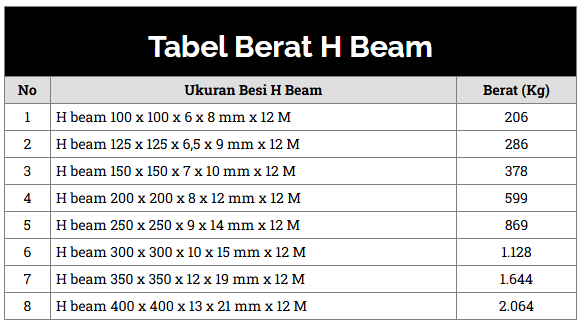 Tabel Berat H Beam
No Ukuran Besi H Beam Berat (Kg)
1 H beam 100 x 100 x 6 x 8 mm x 12 M 206
2 H beam 125 x 125 x 6,5 x 9 mm x 12 M 286
3 H beam 150 x 150 x 7 x 10 mm x 12 M 378
4 H beam 200 x 200 x 8 x 12 mm x 12 M 599
5 H beam 250 x 250 x 9 x 14 mm x 12 M 869
6 H beam 300 x 300 x 10 x 15 mm x 12 M 1.128
7 H beam 350 x 350 x 12 x 19 mm x 12 M 1.644
8 H beam 400 x 400 x 13 x 21 mm x 12 M 2.064